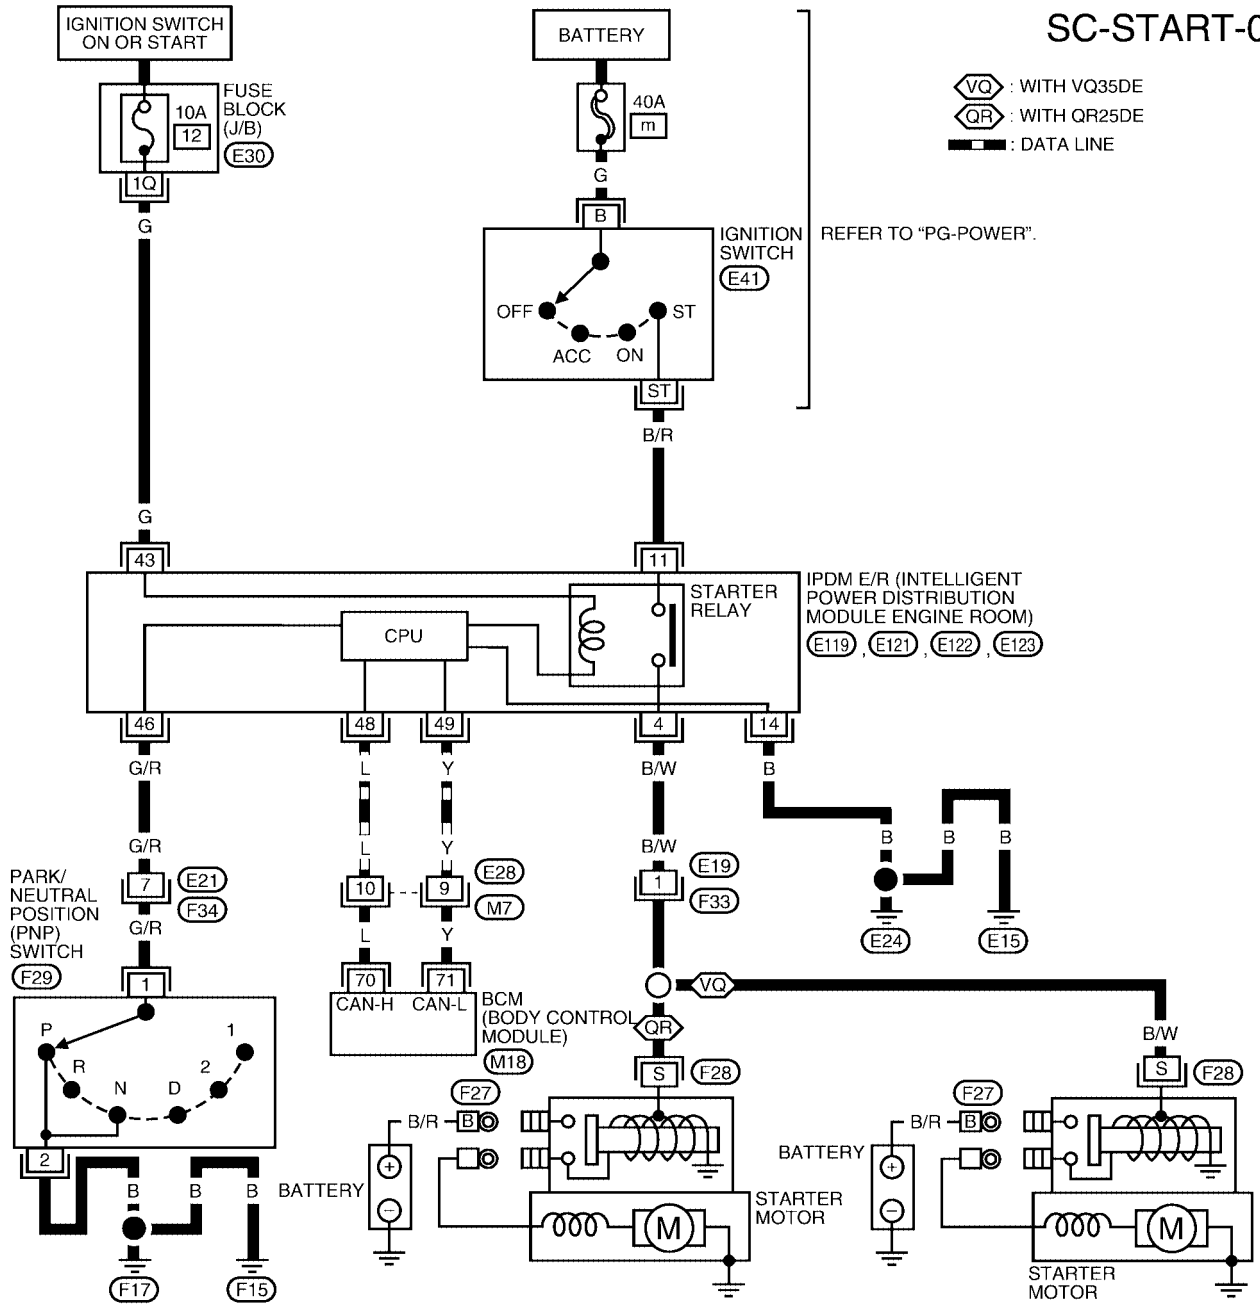 SC-START-0
IGNITION SWITCH
ON OR START
BATTERY
VQ : WITH VQ35DE
QR : WITH QR25DE
: DATA LINE
10A
12
FUSE
BLOCK
(J/B)
E30
40A
m
1Q
G
G
B
IGNITION
SWITCH
E41
REFER TO “PG-POWER”.
OFF
ACC
ON
ST
ST
B/R
G
43
11
STARTER
RELAY
CPU
IPDM E/R (INTELLIGENT
POWER DISTRIBUTION
MODULE ENGINE ROOM)
E119 , E121 , E122 , E123
46
48
49
4
14
G/R
L
Y
B/W
B
G/R
L
Y
B/W
B
B
B
PARK/
NEUTRAL
POSITION
(PNP)
SWITCH
F29
7
E21
F34
10
9
E28
M7
1
E19
F33
G/R
L
Y
E24
E15
1
70
71
CAN-H
CAN-L
BCM
(BODY CONTROL
MODULE)
M18
VQ
QR
B/W
P
R
N
D
2
1
S
F28
S
F28
F27
B/R
B
F27
B/R
B
2
B
B
B
F17
F15
BATTERY
+
−
M
STARTER
MOTOR
BATTERY
+
−
M
STARTER
MOTOR